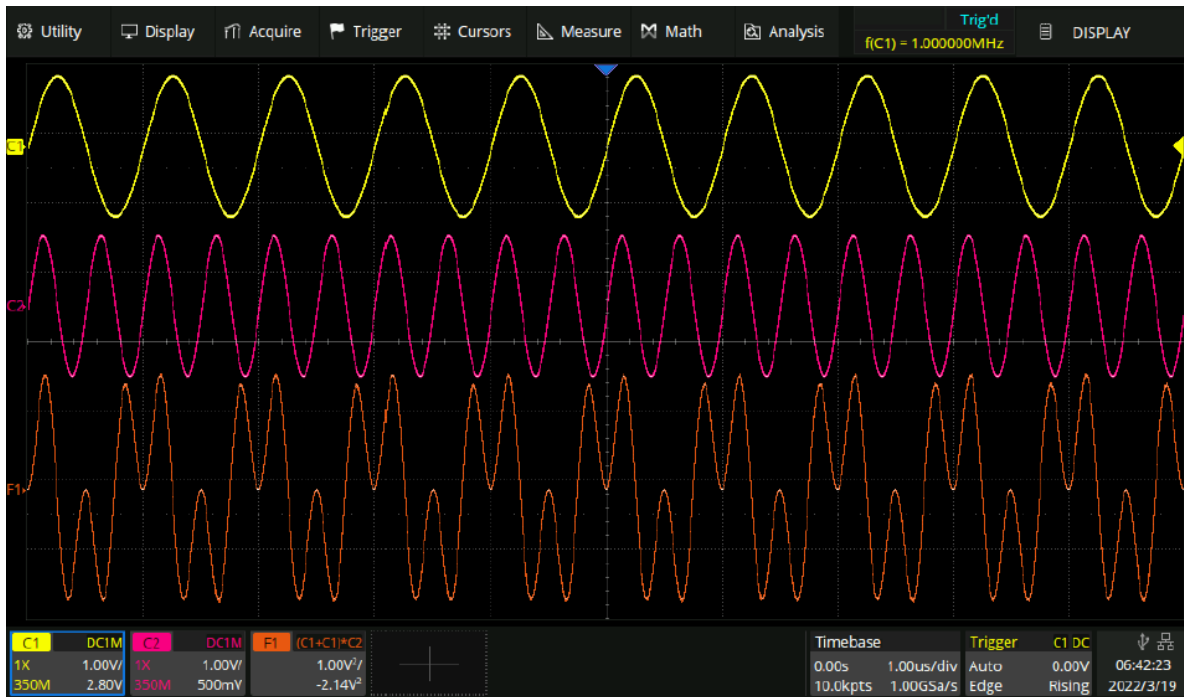 Utility Display Acquire Trigger Cursors Measure Math Analysis Trig'd DISPLAY
f(C1) = 1.000000MHz
C1
C2
F1
C1 DC1M C2 DC1M F1 (C1+C1)*C2 Timebase Trigger C1 DC
1X 1.00V/ 1X 1.00V/ 1.00V²/ 0.00s 1.00us/div Auto 0.00V 06:42:23
350M 2.80V 350M 500mV -2.14V² 10.0kpts 1.00GSa/s Edge Rising 2022/3/19